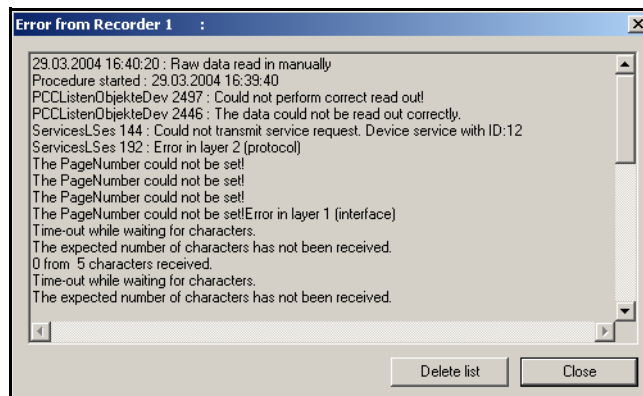 Error from Recorder 1 :
29.03.2004 16:40:20 : Raw data read in manually
Procedure started : 29.03.2004 16:39:40
PCCListenObjekteDev 2497 : Could not perform correct read out!
PCCListenObjekteDev 2446 : The data could not be read out correctly.
ServicesLSes 144 : Could not transmit service request. Device service with ID:12
ServicesLSes 192 : Error in layer 2 (protocol)
The PageNumber could not be set!
The PageNumber could not be set!
The PageNumber could not be set!
The PageNumber could not be set!Error in layer 1 (interface)
Time-out while waiting for characters.
The expected number of characters has not been received.
0 from  5 characters received.
Time-out while waiting for characters.
The expected number of characters has not been received.
Delete list
Close